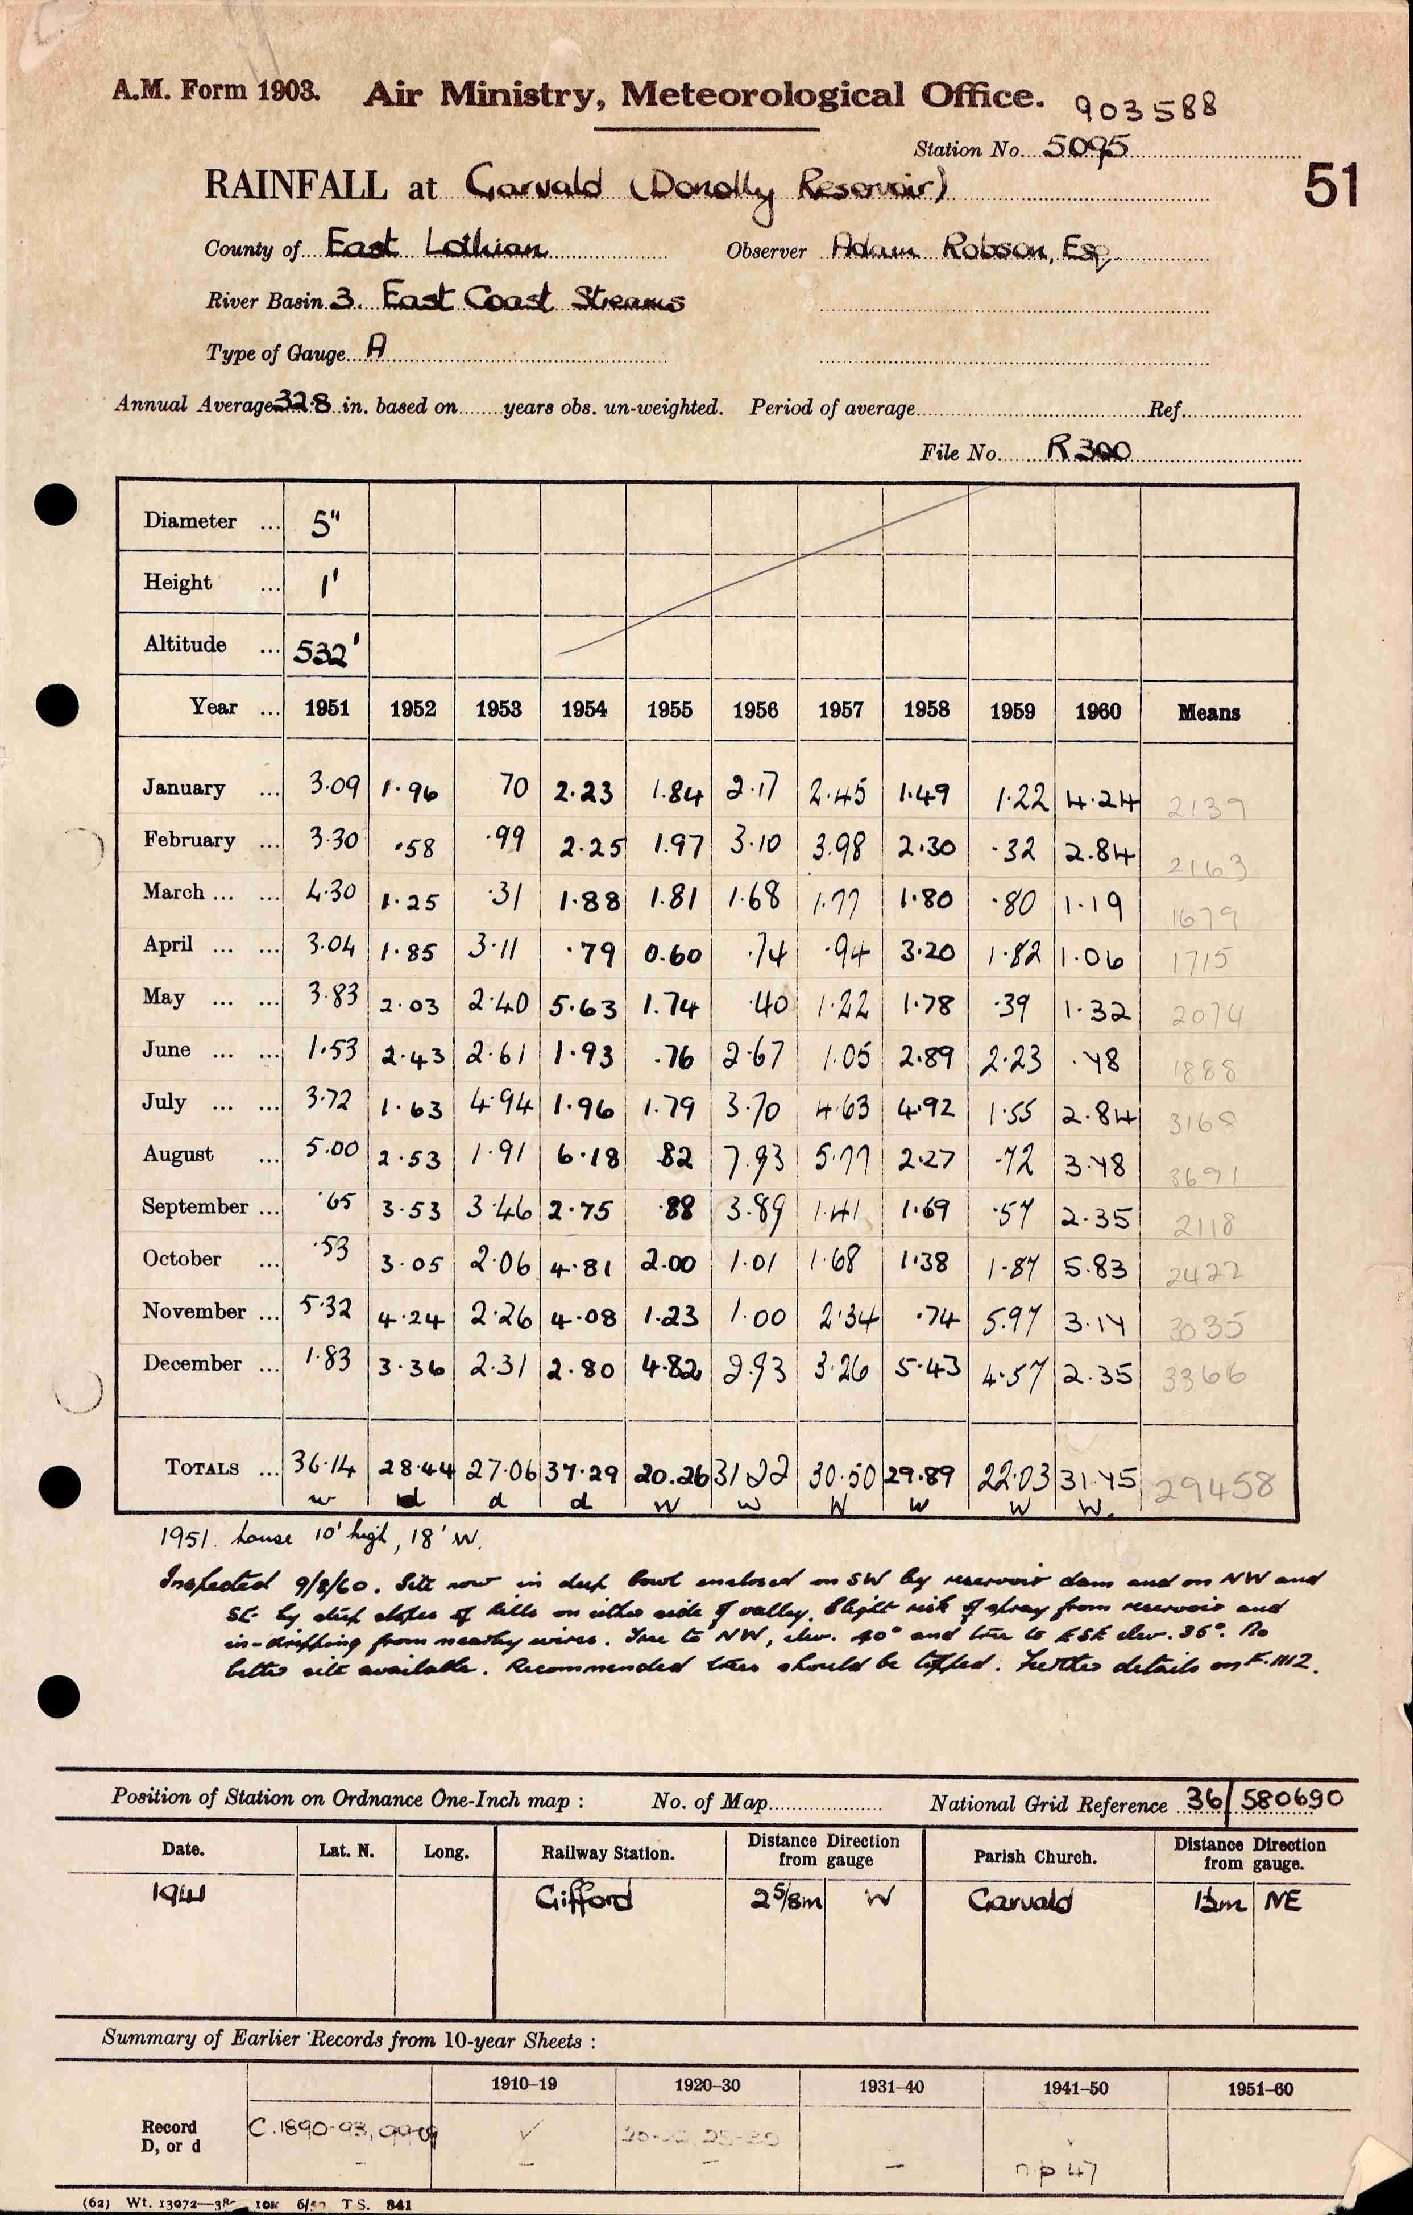 A.M. Form 1903. Air Ministry, Meteorological Office. 903588
Station No. 5095
RAINFALL at Garvald (Donolly Reservoir) 51
County of East Lothian Observer Adam Robson, Esq
River Basin 3. East Coast Streams
Type of Gauge A
Annual Average 32.8 in. based on years obs. un-weighted. Period of average Ref.
File No. R300
Diameter ... 5"
Height ... 1'
Altitude ... 532'
Year ... 1951 1952 1953 1954 1955 1956 1957 1958 1959 1960 Means
January ... 3.09 1.96 70 2.23 1.84 2.17 2.45 1.49 1.22 4.24 2139
February ... 3.30 .58 .99 2.25 1.97 3.10 3.98 2.30 .32 2.84 2163
March ... ... 4.30 1.25 .31 1.88 1.81 1.68 1.77 1.80 .80 1.19 1679
April ... ... 3.04 1.85 3.11 .79 0.60 .74 .94 3.20 1.82 1.06 1715
May ... ... 3.83 2.03 2.40 5.63 1.74 .40 1.22 1.78 .39 1.32 2074
June ... ... 1.53 2.43 2.61 1.93 .76 2.67 1.05 2.89 2.23 .48 1888
July ... ... 3.72 1.63 4.94 1.96 1.79 3.70 4.63 4.92 1.55 2.84 3168
August ... 5.00 2.53 1.91 6.18 .82 7.93 5.77 2.27 .72 3.48 3691
September ... .65 3.53 3.46 2.75 .88 3.89 1.41 1.69 .57 2.35 2118
October ... .53 3.05 2.06 4.81 2.00 1.01 1.68 1.38 1.87 5.83 2422
November ... 5.32 4.24 2.26 4.08 1.23 1.00 2.34 .74 5.97 3.17 3035
December ... 1.83 3.36 2.31 2.80 4.82 2.93 3.26 5.43 4.57 2.35 3366
TOTALS ... 36.14 28.44 27.06 37.29 20.26 31.22 30.50 29.89 22.03 31.45 29458
w d d d W w W w W W.
1951. house 10' high, 18' W.
Inspected 9/8/60. Site now in deep bowl enclosed on SW by reservoir dam and on NW and
SE by steep slopes of hills on either side of valley. Slight risk of spray from reservoir and
in-dripping from nearby wires. Tree to NW, elev. 40° and tree to ESE elev. 36°. No
better site available. Recommended trees should be topped. Further details on F.1112.
Position of Station on Ordnance One-Inch map : No. of Map National Grid Reference 36/580690
Date. Lat. N. Long. Railway Station. Distance Direction from gauge Parish Church. Distance Direction from gauge.
1941 Gifford 2 5/8m W Garvald 1½m NE
Summary of Earlier Records from 10-year Sheets :
1910-19 1920-30 1931-40 1941-50 1951-60
Record C.1890-93, 99-09 ✓ 20-22, 25-30
D, or d - - - - n p 47
(62) Wt. 13072 10M 6/50 T.S. 841